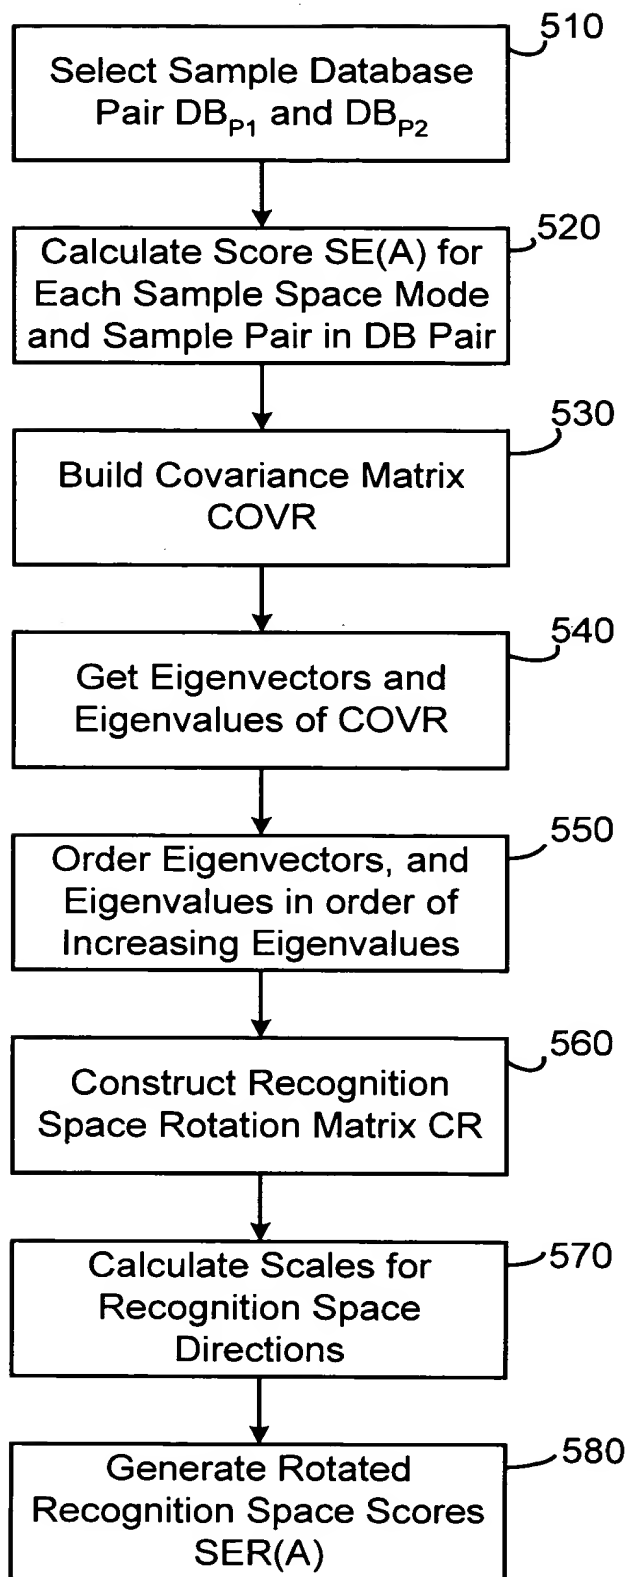 510
Select Sample Database
Pair DBP1 and DBP2
520
Calculate Score SE(A) for
Each Sample Space Mode
and Sample Pair in DB Pair
530
Build Covariance Matrix
COVR
540
Get Eigenvectors and
Eigenvalues of COVR
550
Order Eigenvectors, and
Eigenvalues in order of
Increasing Eigenvalues
560
Construct Recognition
Space Rotation Matrix CR
570
Calculate Scales for
Recognition Space
Directions
580
Generate Rotated
Recognition Space Scores
SER(A)